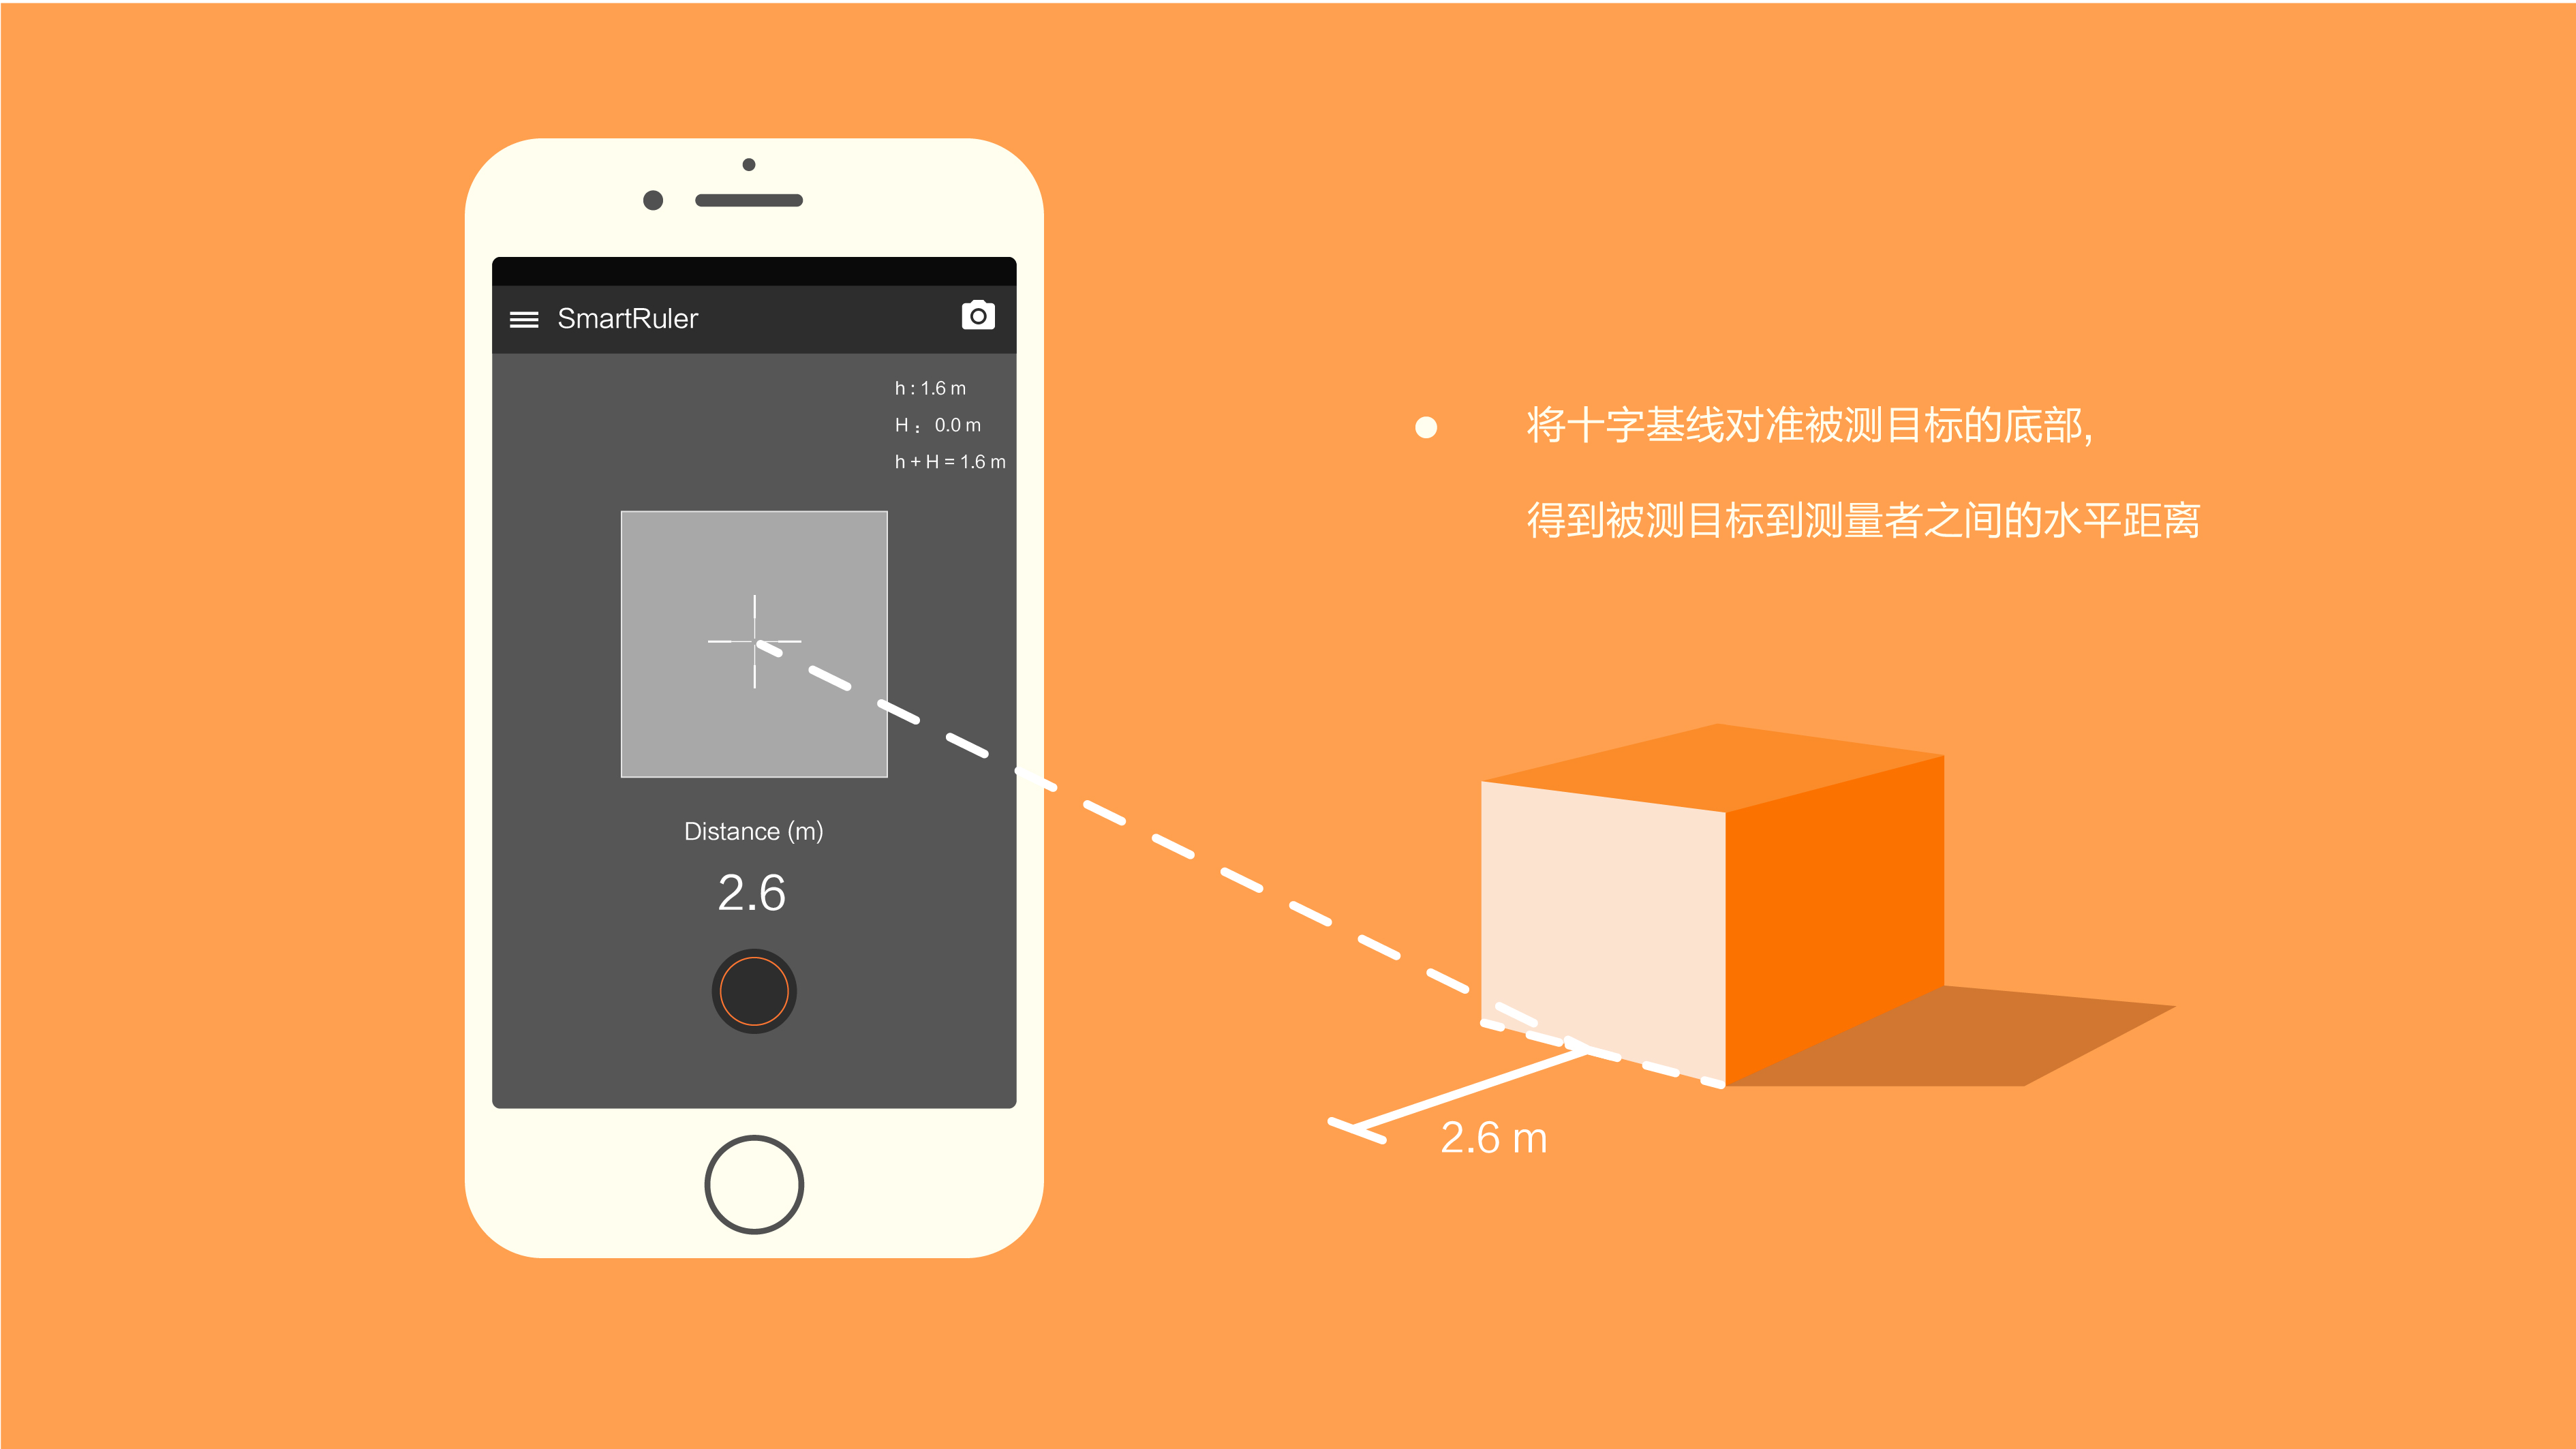 SmartRuler
h : 1.6 m
H ： 0.0 m
h + H = 1.6 m
Distance (m)
2.6
将十字基线对准被测目标的底部,
得到被测目标到测量者之间的水平距离
2.6 m